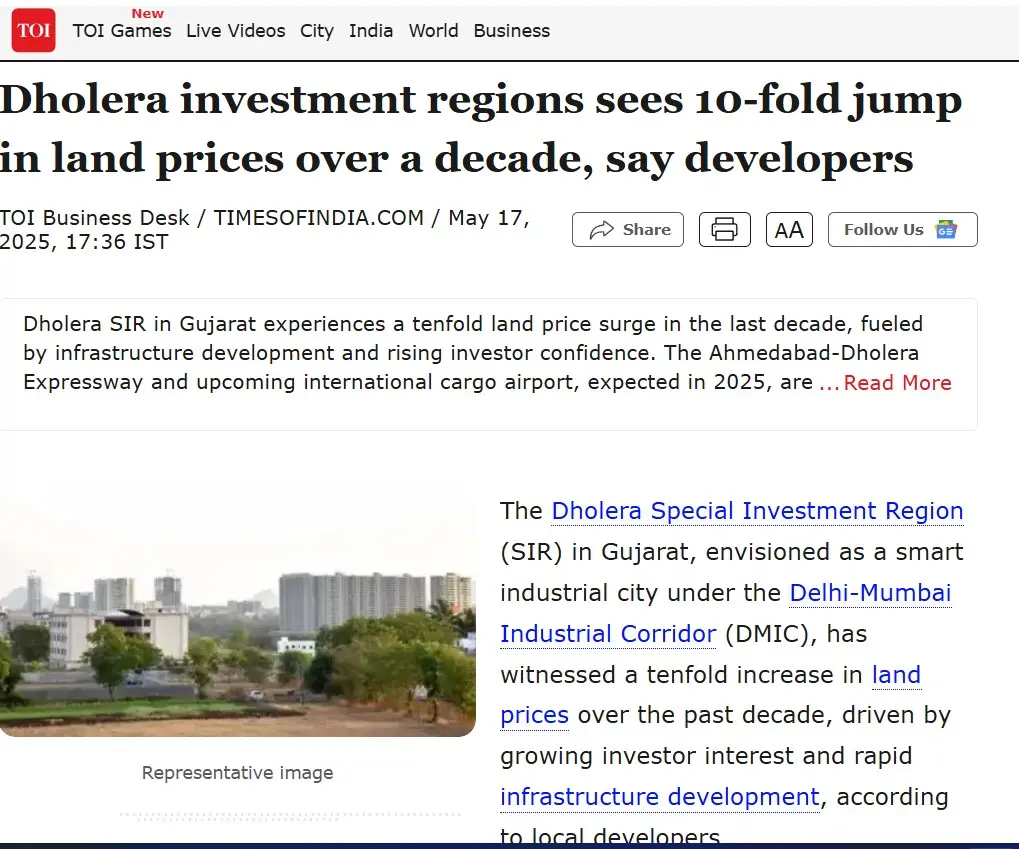 New
TOI TOI Games Live Videos City India World Business
Dholera investment regions sees 10-fold jump
in land prices over a decade, say developers
TOI Business Desk / TIMESOFINDIA.COM / May 17,
2025, 17:36 IST
Share AA Follow Us GE
Dholera SIR in Gujarat experiences a tenfold land price surge in the last decade, fueled
by infrastructure development and rising investor confidence. The Ahmedabad-Dholera
Expressway and upcoming international cargo airport, expected in 2025, are ... Read More
The Dholera Special Investment Region
(SIR) in Gujarat, envisioned as a smart
industrial city under the Delhi-Mumbai
Industrial Corridor (DMIC), has
witnessed a tenfold increase in land
prices over the past decade, driven by
growing investor interest and rapid
infrastructure development, according
to local developers.
Representative image